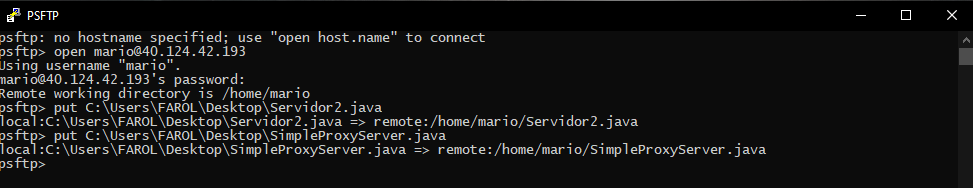 PSFTP
psftp: no hostname specified; use "open host.name" to connect
psftp> open mario@40.124.42.193
Using username "mario".
mario@40.124.42.193's password:
Remote working directory is /home/mario
psftp> put C:\Users\FAROL\Desktop\Servidor2.java
local:C:\Users\FAROL\Desktop\Servidor2.java => remote:/home/mario/Servidor2.java
psftp> put C:\Users\FAROL\Desktop\SimpleProxyServer.java
local:C:\Users\FAROL\Desktop\SimpleProxyServer.java => remote:/home/mario/SimpleProxyServer.java
psftp>